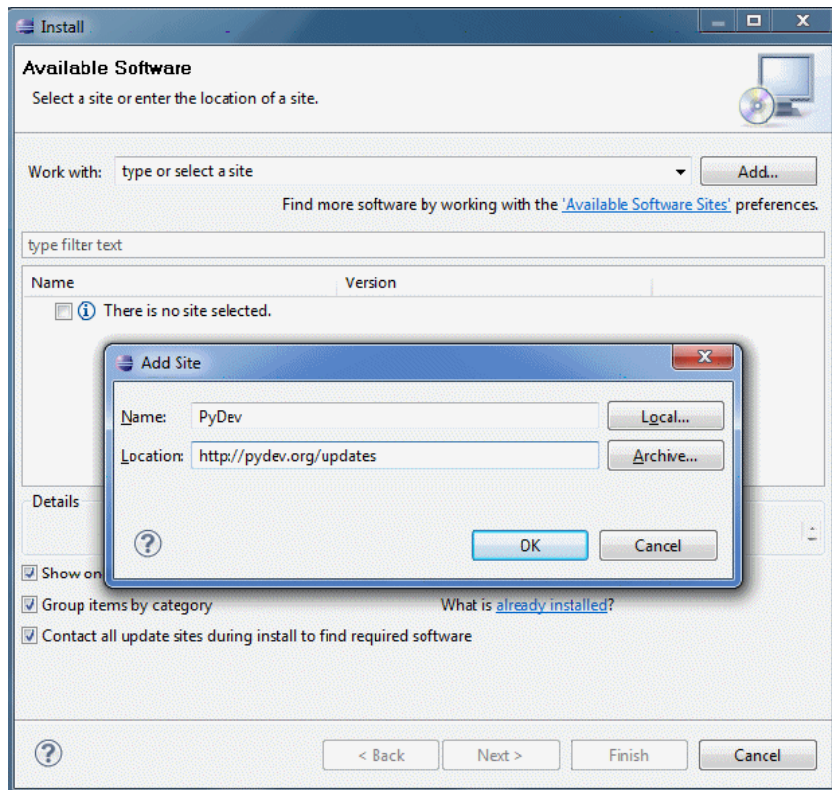 Install
Available Software
Select a site or enter the location of a site.
Work with: type or select a site Add...
Find more software by working with the 'Available Software Sites' preferences.
type filter text
Name Version
There is no site selected.
Add Site
Name: PyDev Local...
Location: http://pydev.org/updates Archive...
Details
OK Cancel
Show on
Group items by category What is already installed?
Contact all update sites during install to find required software
< Back Next > Finish Cancel